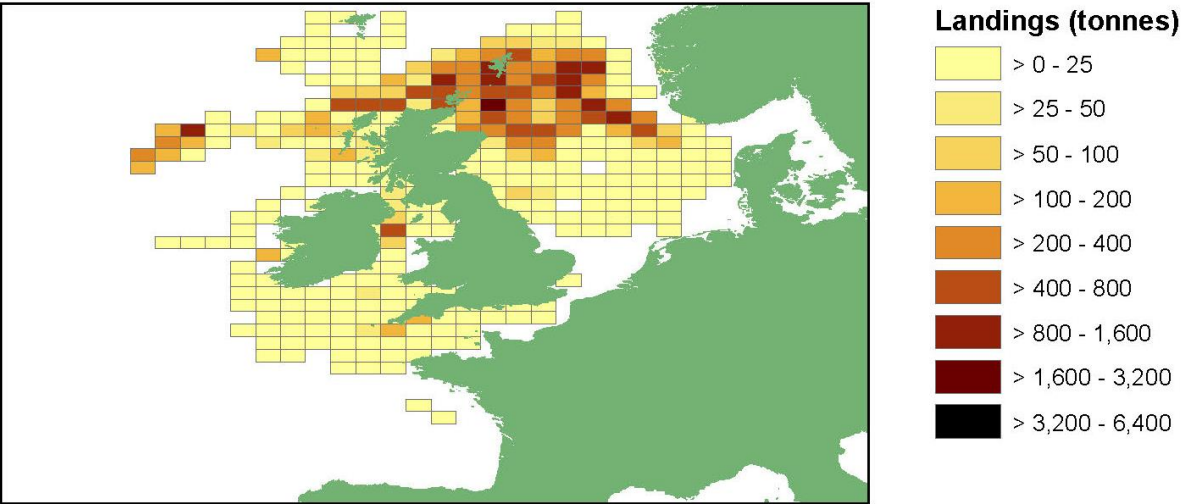 Landings (tonnes)
> 0 - 25
> 25 - 50
> 50 - 100
> 100 - 200
> 200 - 400
> 400 - 800
> 800 - 1,600
> 1,600 - 3,200
> 3,200 - 6,400